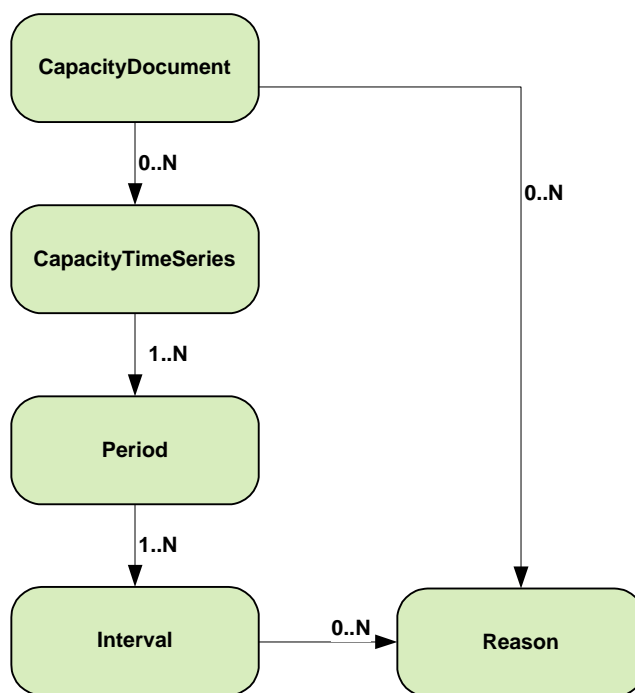 CapacityDocument
0..N
0..N
CapacityTimeSeries
1..N
Period
1..N
Interval
0..N
Reason